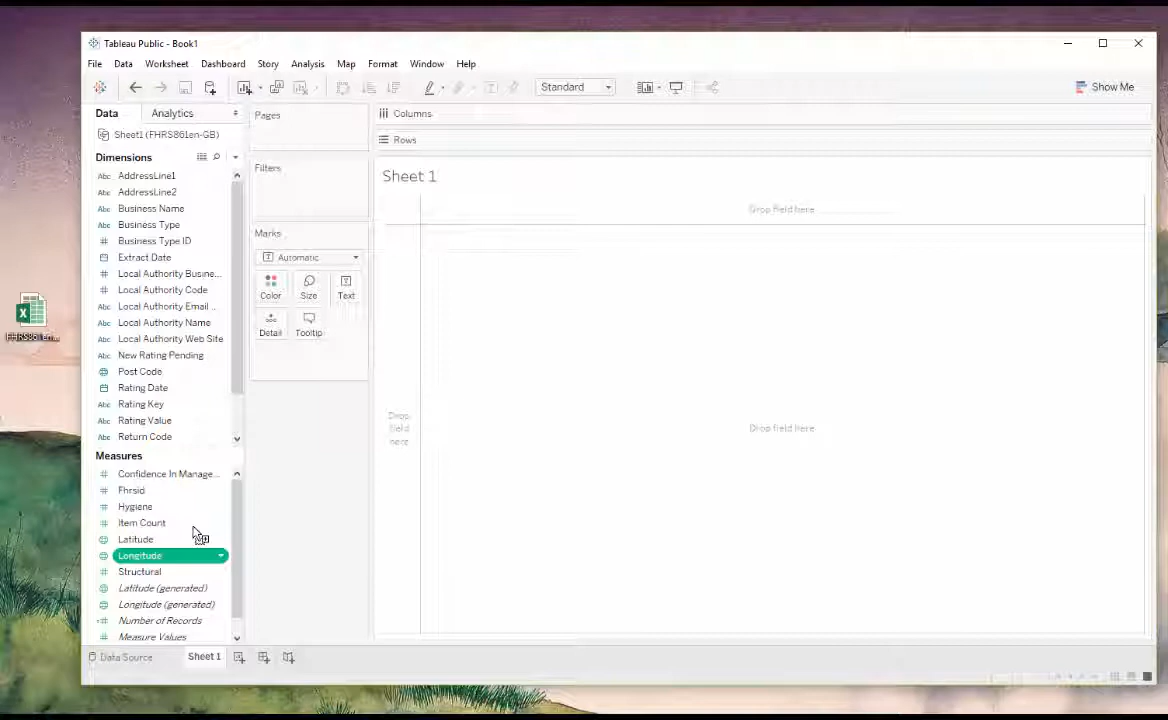 Tableau Public - Book1
File Data Worksheet Dashboard Story Analysis Map Format Window Help
Standard
Show Me
Data Analytics
Pages
Columns
Sheet1 (FHRS861en-GB)
Rows
Dimensions
Filters
Sheet 1
AddressLine1
AddressLine2
Business Name
Drop field here
Business Type
Marks
Business Type ID
Extract Date
Automatic
Local Authority Busine...
Local Authority Code
Color Size Text
Local Authority Email ...
Local Authority Name
Detail Tooltip
Local Authority Web Site
FHRS861en...
New Rating Pending
Post Code
Rating Date
Rating Key
Rating Value
Drop
field
here
Drop field here
Return Code
Measures
Confidence In Manage...
Fhrsid
Hygiene
Item Count
Latitude
Longitude
Structural
Latitude (generated)
Longitude (generated)
Number of Records
Measure Values
Data Source Sheet 1